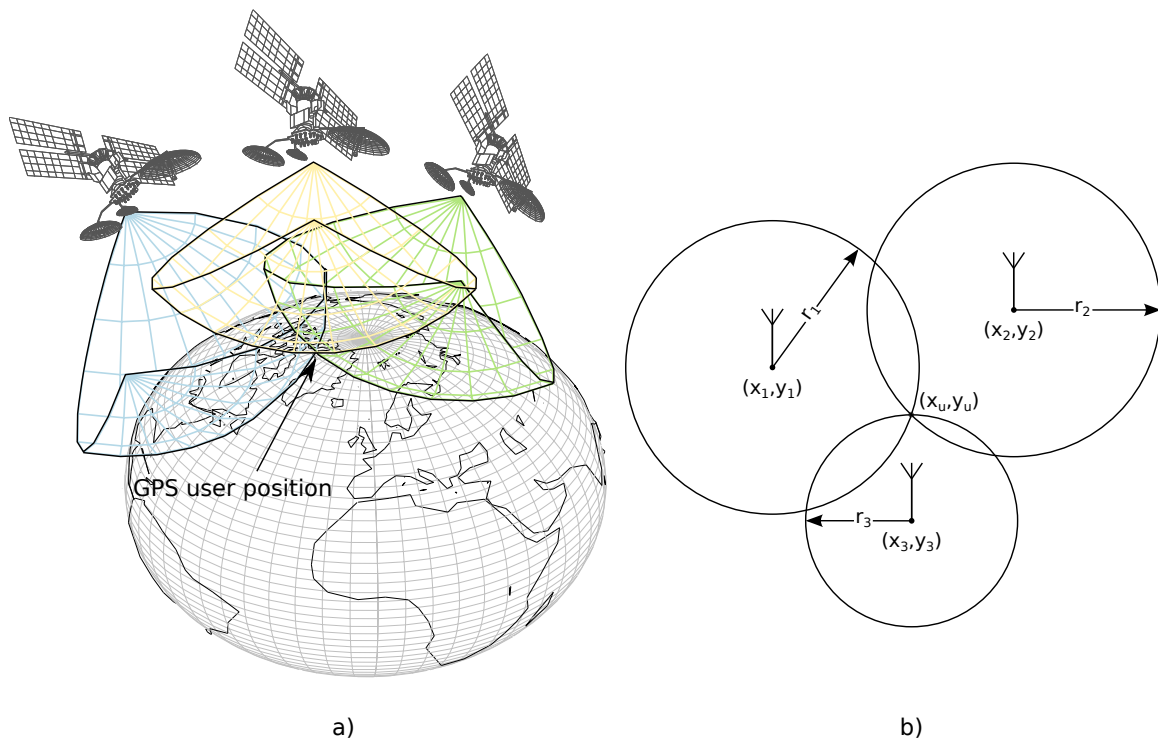 GPS user position
a)
r₁
(x₁,y₁)
r₂
(x₂,y₂)
(xᵤ,yᵤ)
r₃
(x₃,y₃)
b)